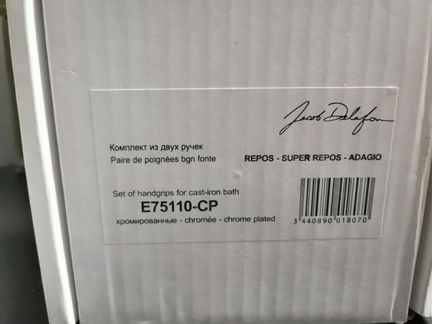 Jacob Delafon
Комплект из двух ручек
Paire de poignées bgn fonte
REPOS - SUPER REPOS - ADAGIO
Set of handgrips for cast-iron bath
E75110-CP
хромированные - chromée - chrome plated
3 440890 018070